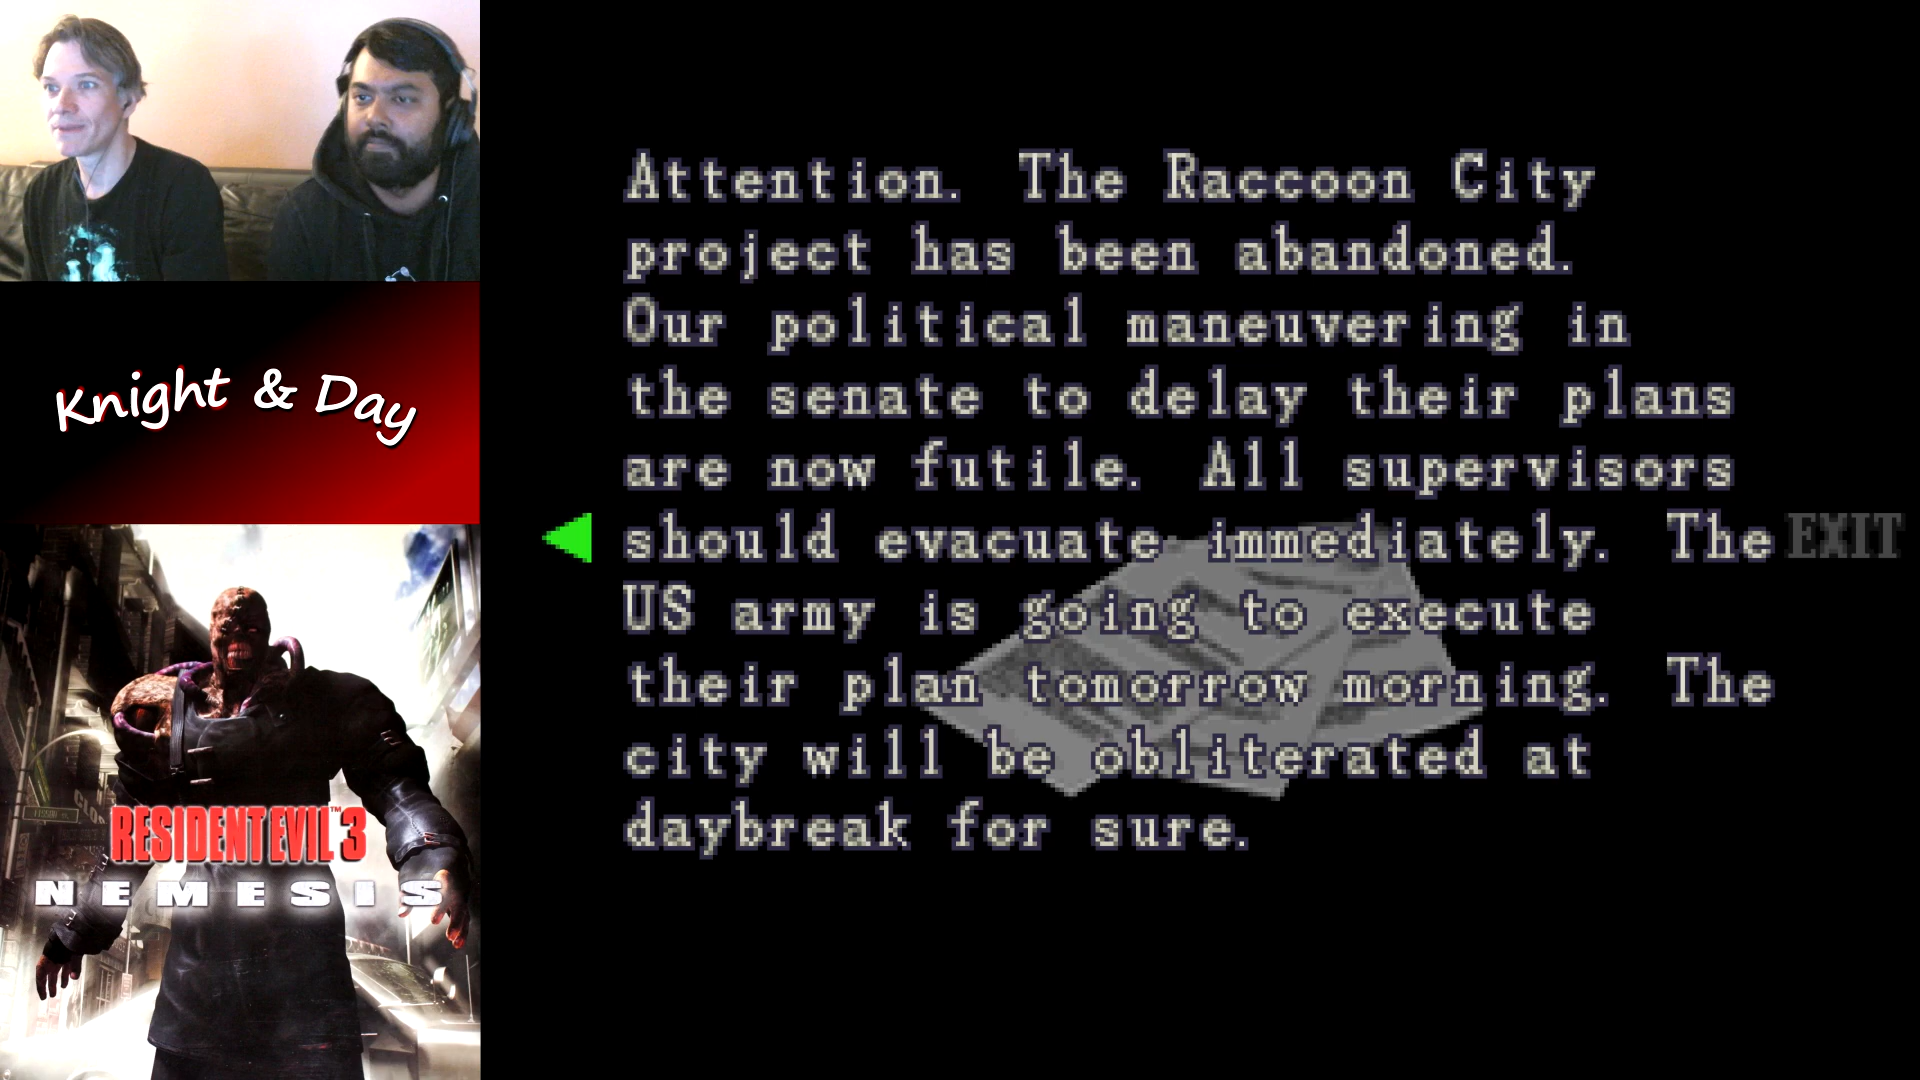 Knight & Day
RESIDENT EVIL™ 3
NEMESIS
Attention. The Raccoon City
project has been abandoned.
Our political maneuvering in
the senate to delay their plans
are now futile. All supervisors
should evacuate immediately. The
US army is going to execute
their plan tomorrow morning. The
city will be obliterated at
daybreak for sure.
EXIT